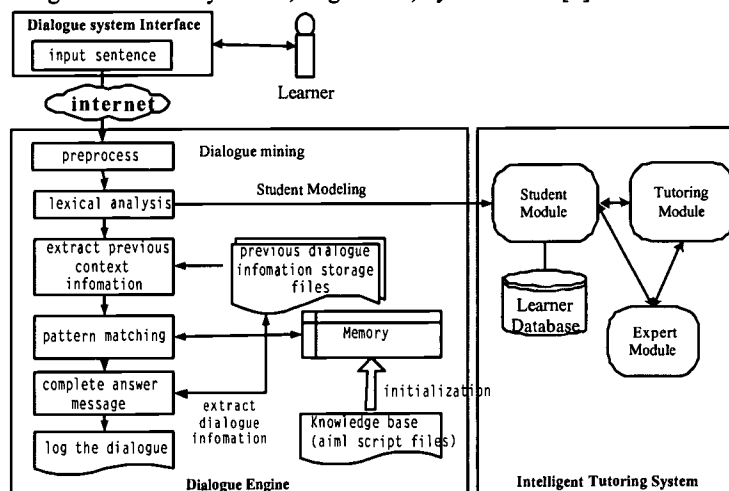 Dialogue system Interface
input sentence
Learner
internet
preprocess
Dialogue mining
lexical analysis
Student Modeling
extract previous
context
infomation
previous dialogue
infomation storage
files
pattern matching
Memory
complete answer
message
extract
dialogue
infomation
initialization
log the dialogue
Knowledge base
(aiml script files)
Dialogue Engine
Student
Module
Tutoring
Module
Learner
Database
Expert
Module
Intelligent Tutoring System